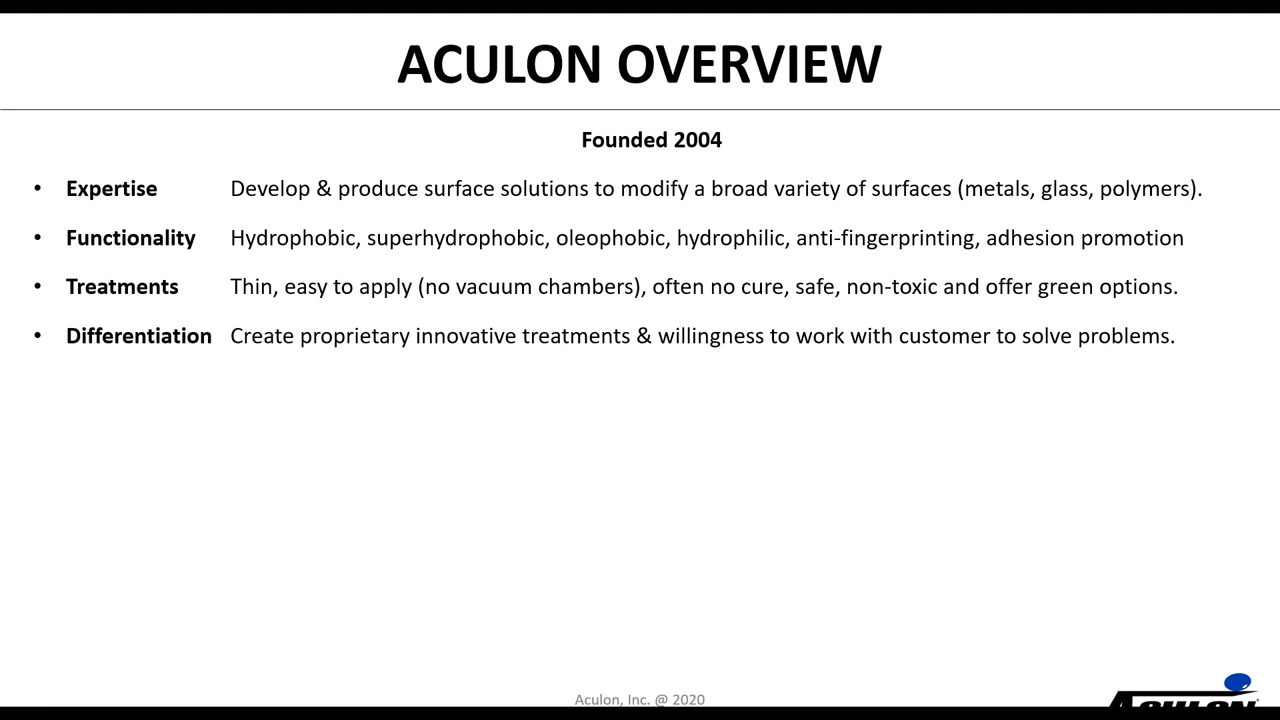 ACULON OVERVIEW
Founded 2004
• Expertise Develop & produce surface solutions to modify a broad variety of surfaces (metals, glass, polymers).
• Functionality Hydrophobic, superhydrophobic, oleophobic, hydrophilic, anti-fingerprinting, adhesion promotion
• Treatments Thin, easy to apply (no vacuum chambers), often no cure, safe, non-toxic and offer green options.
• Differentiation Create proprietary innovative treatments & willingness to work with customer to solve problems.
Aculon, Inc. @ 2020
ACULON